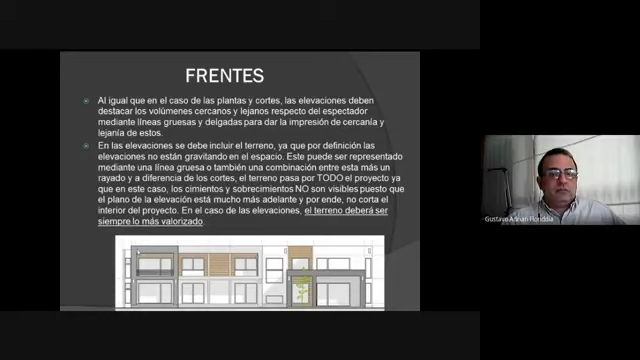 FRENTES
Al igual que en el caso de las plantas y cortes, las elevaciones deben
destacar los volúmenes cercanos y lejanos respecto del espectador
mediante líneas gruesas y delgadas para dar la impresión de cercanía y
lejanía de estos.
En las elevaciones se debe incluir el terreno, ya que por definición las
elevaciones no están gravitando en el espacio. Este puede ser representado
mediante una línea gruesa o también una combinación entre esta más un
rayado y a diferencia de los cortes, el terreno pasa por TODO el proyecto ya
que en este caso, los cimientos y sobrecimientos NO son visibles puesto que
el plano de la elevación está mucho más adelante y por ende, no corta el
interior del proyecto. En el caso de las elevaciones, el terreno deberá ser
siempre lo más valorizado.
Gustavo Adrian